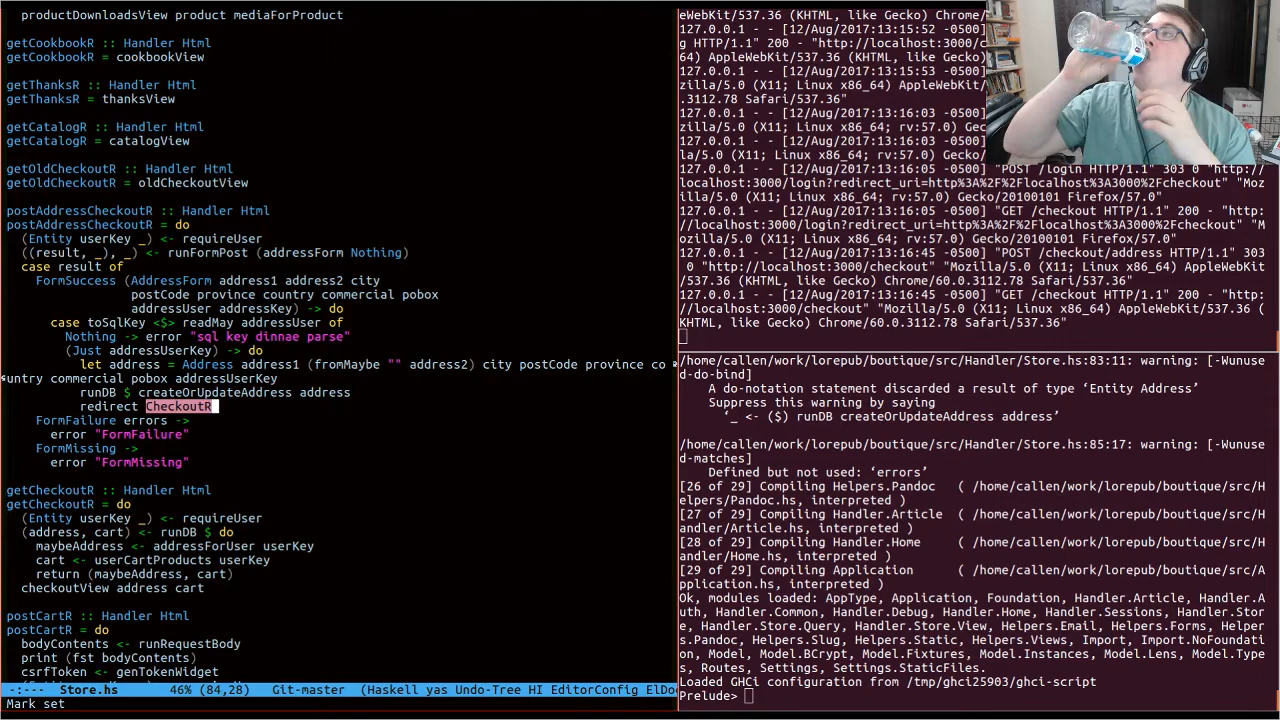 productDownloadsView product mediaForProduct
getCookbookR :: Handler Html
getCookbookR = cookbookView
getThanksR :: Handler Html
getThanksR = thanksView
getCatalogR :: Handler Html
getCatalogR = catalogView
getOldCheckoutR :: Handler Html
getOldCheckoutR = oldCheckoutView
postAddressCheckoutR :: Handler Html
postAddressCheckoutR = do
(Entity userKey _) <- requireUser
((result, _), _) <- runFormPost (addressForm Nothing)
case result of
FormSuccess (AddressForm address1 address2 city
postCode province country commercial pobox
addressUser addressKey) -> do
case toSqlKey <$> readMay addressUser of
Nothing -> error "sql key dinnae parse"
(Just addressUserKey) -> do
let address = Address address1 (fromMaybe "" address2) city postCode province co
untry commercial pobox addressUserKey
runDB $ createOrUpdateAddress address
redirect CheckoutR
FormFailure errors ->
error "FormFailure"
FormMissing ->
error "FormMissing"
getCheckoutR :: Handler Html
getCheckoutR = do
(Entity userKey _) <- requireUser
(address, cart) <- runDB $ do
maybeAddress <- addressForUser userKey
cart <- userCartProducts userKey
return (maybeAddress, cart)
checkoutView address cart
postCartR :: Handler Html
postCartR = do
bodyContents <- runRequestBody
print (fst bodyContents)
csrfToken <- genTokenWidget
-:--- Store.hs 46% (84,28) Git-master (Haskell yas Undo-Tree HI EditorConfig ElDoc
Mark set
eWebKit/537.36 (KHTML, like Gecko) Chrome/
127.0.0.1 - - [12/Aug/2017:13:15:52 -0500]
g HTTP/1.1" 200 - "http://localhost:3000/c
64) AppleWebKit/537.36 (KHTML, like Gecko)
127.0.0.1 - - [12/Aug/2017:13:15:53 -0500]
zilla/5.0 (X11; Linux x86_64) AppleWebKit/
.3112.78 Safari/537.36"
127.0.0.1 - - [12/Aug/2017:13:16:03 -0500]
zilla/5.0 (X11; Linux x86_64; rv:57.0) Gec
127.0.0.1 - - [12/Aug/2017:13:16:03 -0500]
la/5.0 (X11; Linux x86_64; rv:57.0) Gecko/
127.0.0.1 - - [12/Aug/2017:13:16:05 -0500] "POST /login HTTP/1.1" 303 0 "http://
localhost:3000/login?redirect_uri=http%3A%2F%2Flocalhost%3A3000%2Fcheckout" "Moz
illa/5.0 (X11; Linux x86_64; rv:57.0) Gecko/20100101 Firefox/57.0"
127.0.0.1 - - [12/Aug/2017:13:16:05 -0500] "GET /checkout HTTP/1.1" 200 - "http:
//localhost:3000/login?redirect_uri=http%3A%2F%2Flocalhost%3A3000%2Fcheckout" "M
ozilla/5.0 (X11; Linux x86_64; rv:57.0) Gecko/20100101 Firefox/57.0"
127.0.0.1 - - [12/Aug/2017:13:16:45 -0500] "POST /checkout/address HTTP/1.1" 303
0 "http://localhost:3000/checkout" "Mozilla/5.0 (X11; Linux x86_64) AppleWebKit
/537.36 (KHTML, like Gecko) Chrome/60.0.3112.78 Safari/537.36"
127.0.0.1 - - [12/Aug/2017:13:16:45 -0500] "GET /checkout HTTP/1.1" 200 - "http:
//localhost:3000/checkout" "Mozilla/5.0 (X11; Linux x86_64) AppleWebKit/537.36 (
KHTML, like Gecko) Chrome/60.0.3112.78 Safari/537.36"
/home/callen/work/lorepub/boutique/src/Handler/Store.hs:83:11: warning: [-Wunuse
d-do-bind]
A do-notation statement discarded a result of type ‘Entity Address’
Suppress this warning by saying
‘_ <- ($) runDB createOrUpdateAddress address’
/home/callen/work/lorepub/boutique/src/Handler/Store.hs:85:17: warning: [-Wunuse
d-matches]
Defined but not used: ‘errors’
[26 of 29] Compiling Helpers.Pandoc ( /home/callen/work/lorepub/boutique/src/H
elpers/Pandoc.hs, interpreted )
[27 of 29] Compiling Handler.Article ( /home/callen/work/lorepub/boutique/src/H
andler/Article.hs, interpreted )
[28 of 29] Compiling Handler.Home ( /home/callen/work/lorepub/boutique/src/H
andler/Home.hs, interpreted )
[29 of 29] Compiling Application ( /home/callen/work/lorepub/boutique/src/A
pplication.hs, interpreted )
Ok, modules loaded: AppType, Application, Foundation, Handler.Article, Handler.A
uth, Handler.Common, Handler.Debug, Handler.Home, Handler.Sessions, Handler.Stor
e, Handler.Store.Query, Handler.Store.View, Helpers.Email, Helpers.Forms, Helper
s.Pandoc, Helpers.Slug, Helpers.Static, Helpers.Views, Import, Import.NoFoundati
on, Model, Model.BCrypt, Model.Fixtures, Model.Instances, Model.Lens, Model.Type
s, Routes, Settings, Settings.StaticFiles.
Loaded GHCi configuration from /tmp/ghci25903/ghci-script
Prelude>